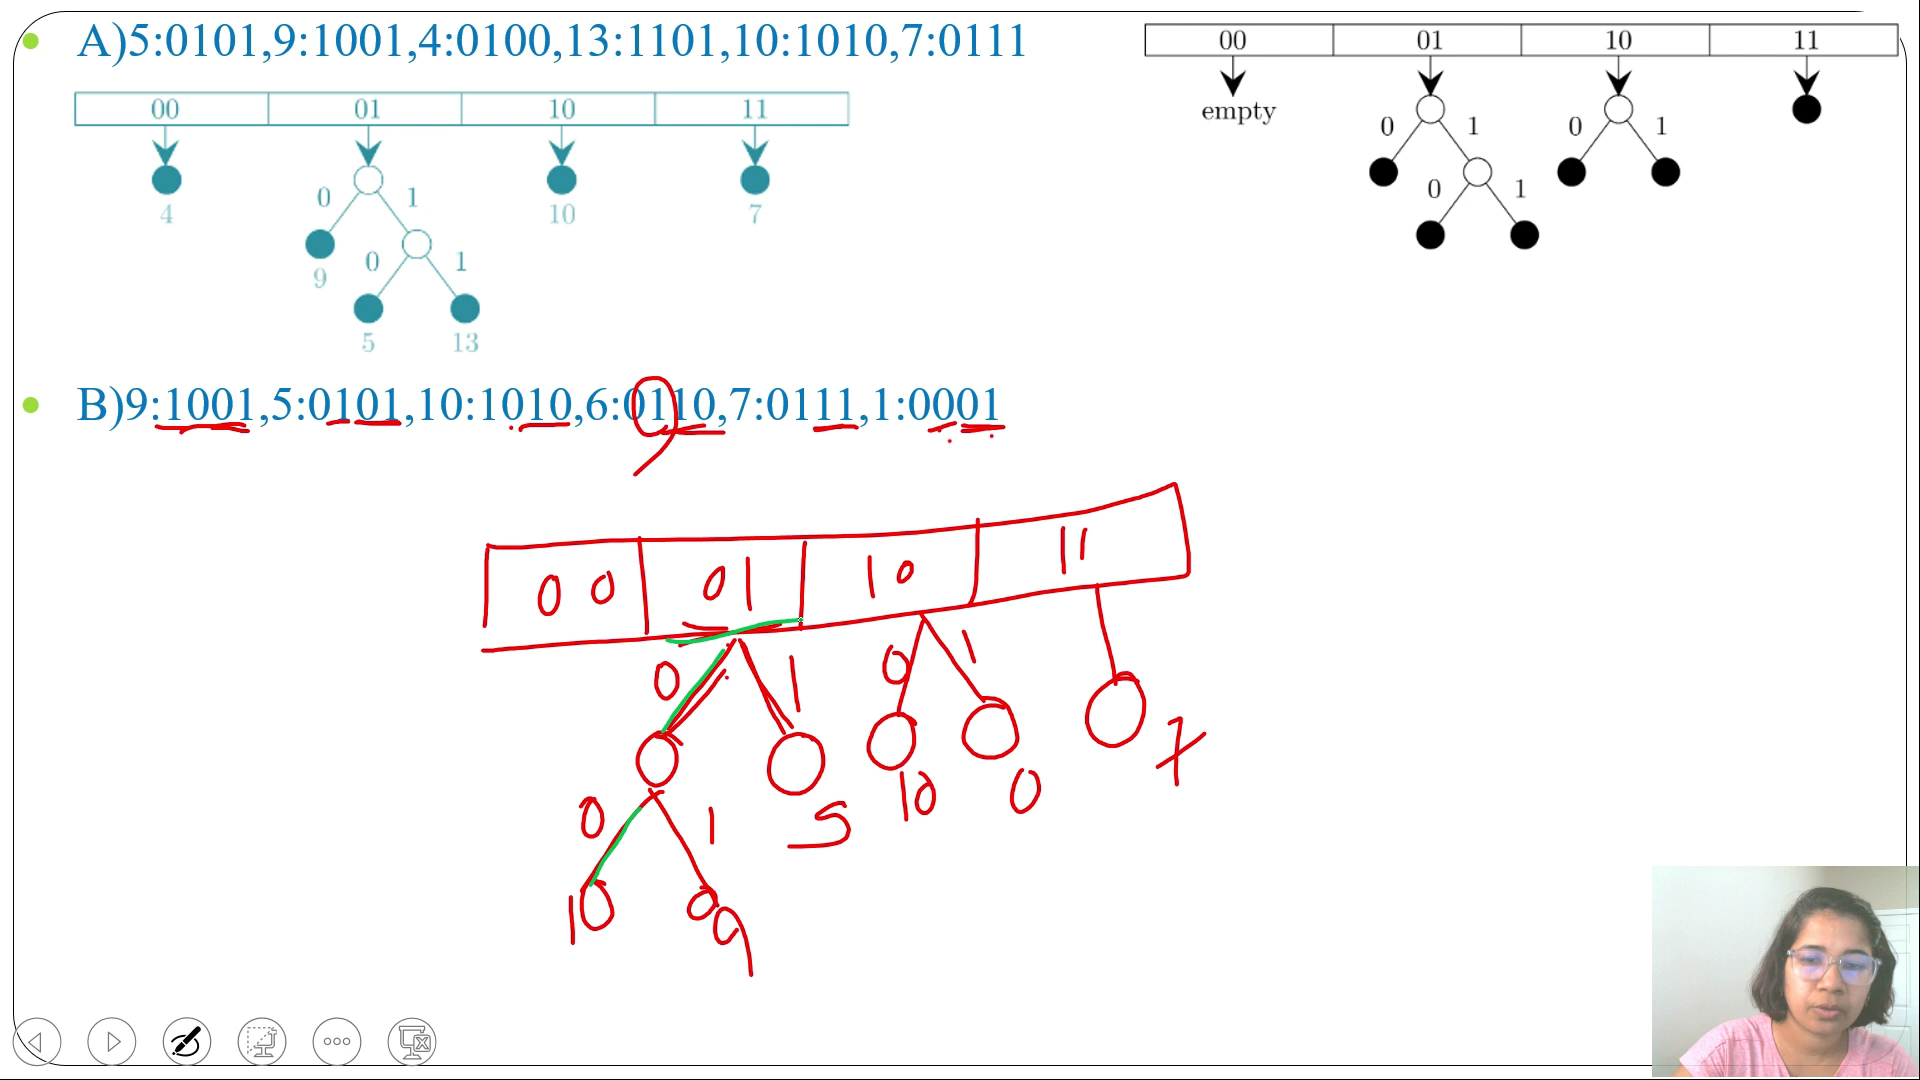 A)5:0101,9:1001,4:0100,13:1101,10:1010,7:0111
00 01 10 11
0 1
4 10 7
0 1
9
5 13
00 01 10 11
empty
0 1 0 1
0 1
B)9:1001,5:0101,10:1010,6:0110,7:0111,1:0001
00 01 10 11
0 1 0 1
7
0 1 5 10 0
10 9